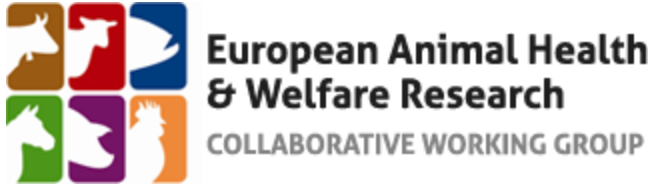 European Animal Health
& Welfare Research
COLLABORATIVE WORKING GROUP